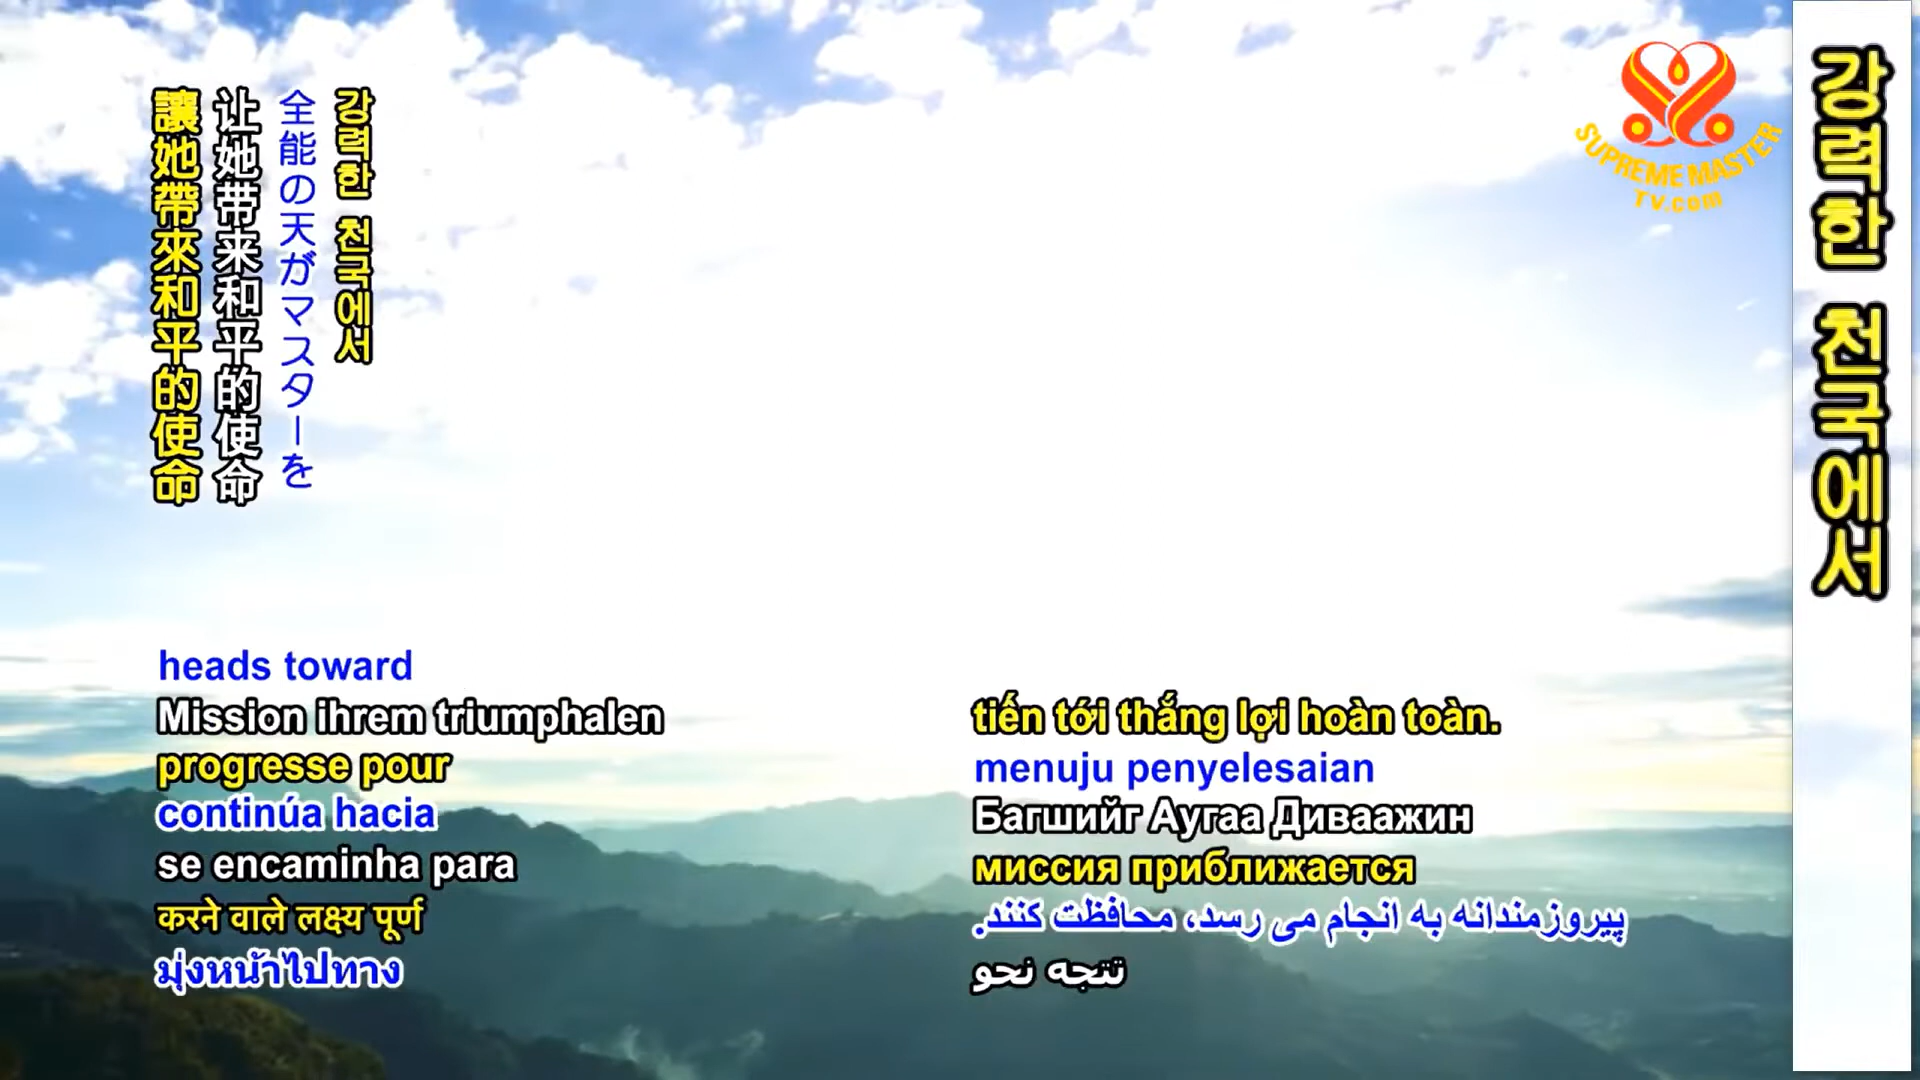 강력한 천국에서
全能の天がマスターを
让她带来和平的使命
讓她帶來和平的使命
SUPREME MASTER
TV.com
강력한 천국에서
heads toward
Mission ihrem triumphalen
progresse pour
continúa hacia
se encaminha para
करने वाले लक्ष्य पूर्ण
มุ่งหน้าไปทาง
tiến tới thắng lợi hoàn toàn.
menuju penyelesaian
Багшийг Аугаа Диваажин
миссия приближается
پیروزمندانه به انجام می رسد، محافظت کنند.
تتجه نحو